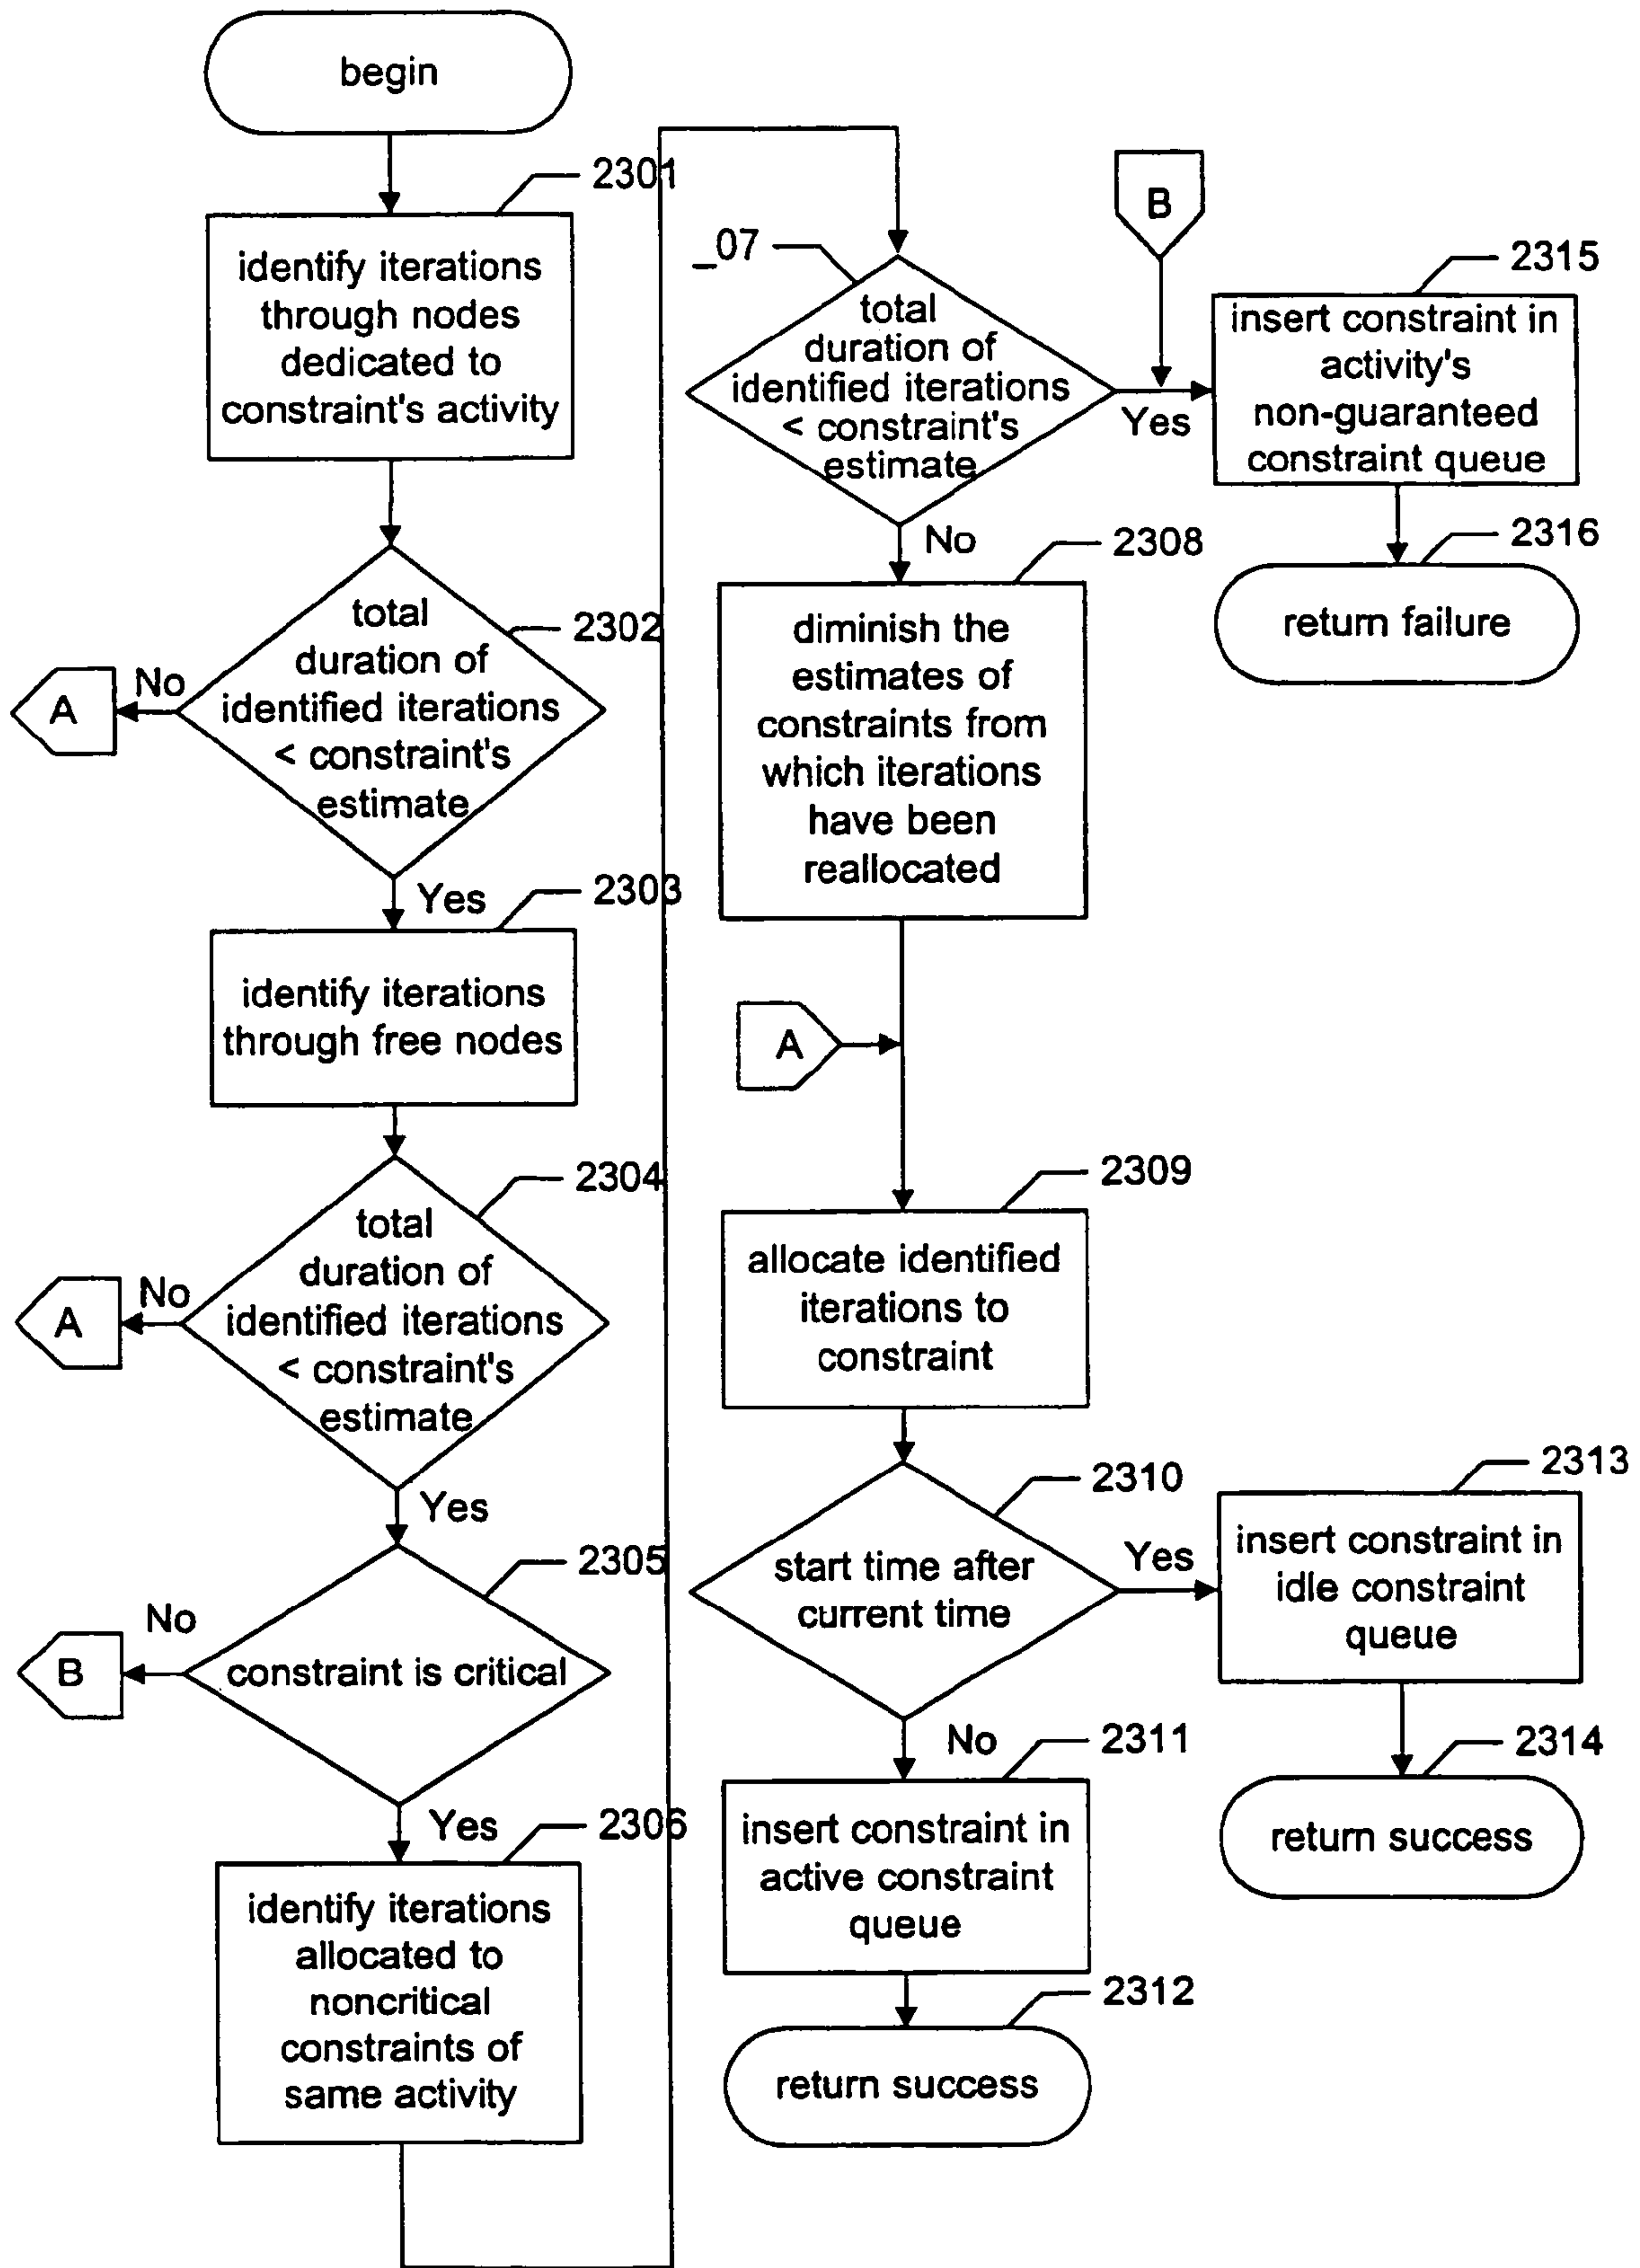 begin
2301
identify iterations
through nodes
dedicated to
constraint's activity
2302
total
duration of
identified iterations
< constraint's
estimate
No
A
Yes
2303
identify iterations
through free nodes
2304
total
duration of
identified iterations
< constraint's
estimate
No
A
Yes
2305
constraint is critical
No
B
Yes
2306
identify iterations
allocated to
noncritical
constraints of
same activity
_07
total
duration of
identified iterations
< constraint's
estimate
B
Yes
2315
insert constraint in
activity's
non-guaranteed
constraint queue
2316
return failure
No
2308
diminish the
estimates of
constraints from
which iterations
have been
reallocated
A
2309
allocate identified
iterations to
constraint
2310
start time after
current time
Yes
2313
insert constraint in
idle constraint
queue
2314
return success
No
2311
insert constraint in
active constraint
queue
2312
return success